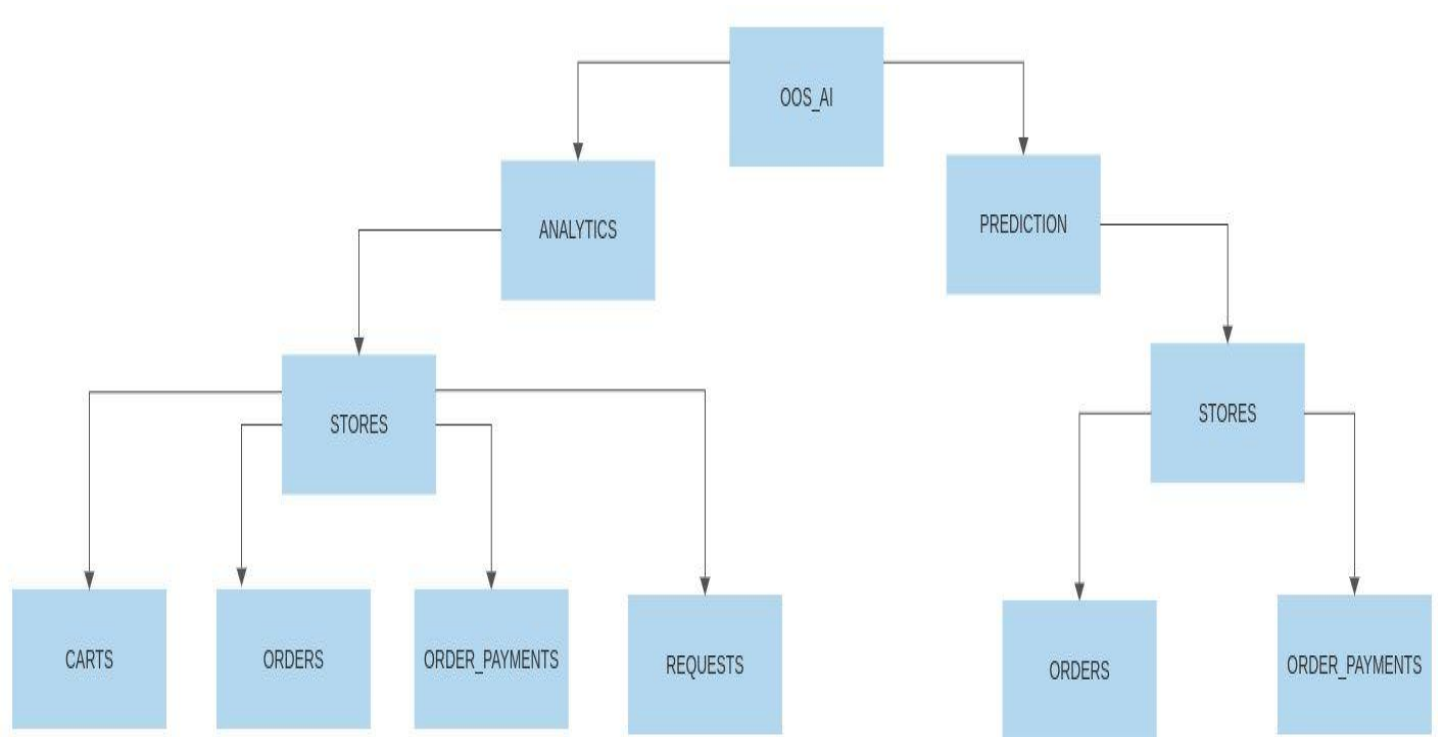 OOS_AI
ANALYTICS
PREDICTION
STORES
STORES
CARTS
ORDERS
ORDER_PAYMENTS
REQUESTS
ORDERS
ORDER_PAYMENTS